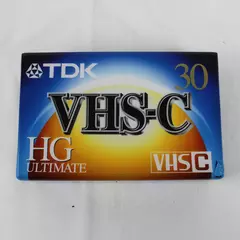 TDK 30
VHS-C
HG
ULTIMATE
VHS C